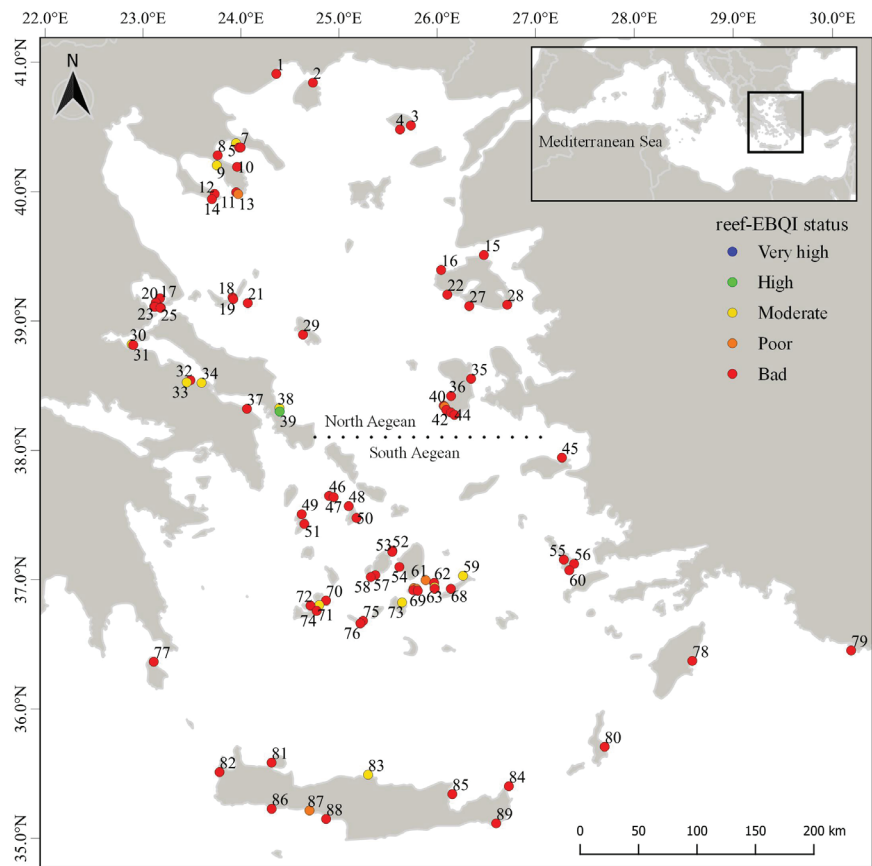 22.0°E 23.0°E 24.0°E 25.0°E 26.0°E 27.0°E 28.0°E 29.0°E 30.0°E
41.0°N
40.0°N
39.0°N
38.0°N
37.0°N
36.0°N
35.0°N
N
Mediterranean Sea
reef-EBQI status
Very high
High
Moderate
Poor
Bad
North Aegean
South Aegean
1
2
4 3
7
8 5
9 10
12 11 13
14
15
16
20 17
18
22
19 21
27 28
23 25
29
30
31
35
32 34
36
33
37 38
40
39
42 44
45
46
47 48
49
50
51
53 52
55 56
54
61 62 59
58 57
60
63 68
69
72 70
73
74 71
75
76
77
78
79
80
81
82
83
84
85
86 87
88
89
0 50 100 150 200 km